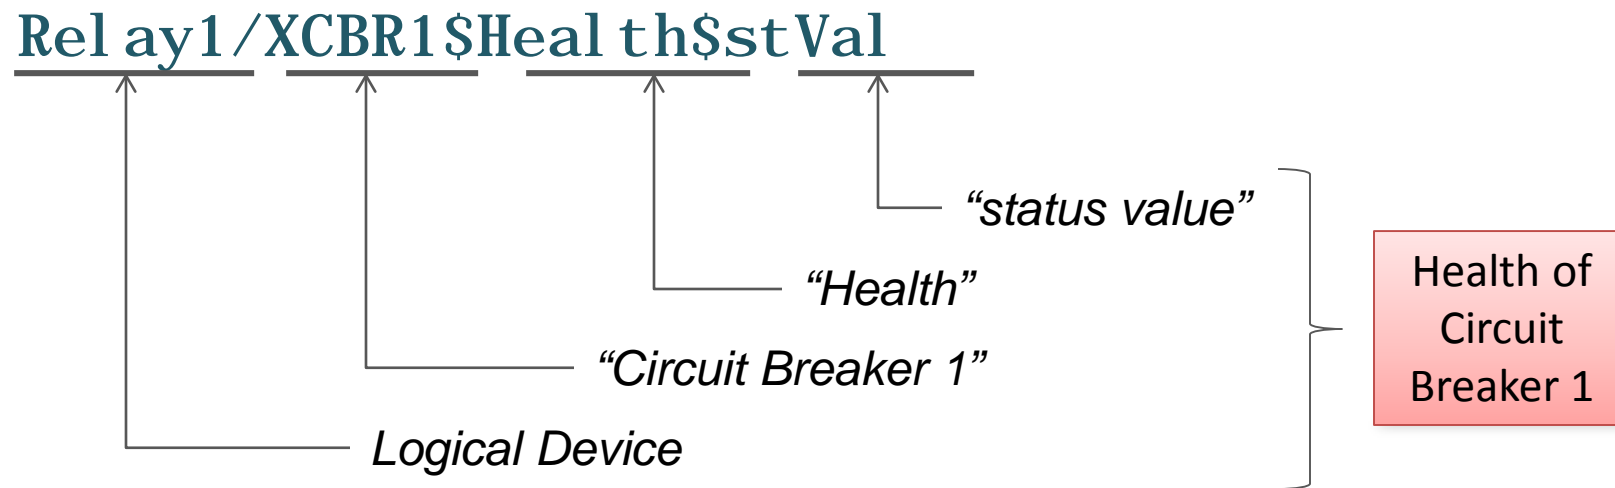 Relay1/XCBR1$Health$stVal
“status value”
“Health”
“Circuit Breaker 1”
Logical Device
Health of
Circuit
Breaker 1